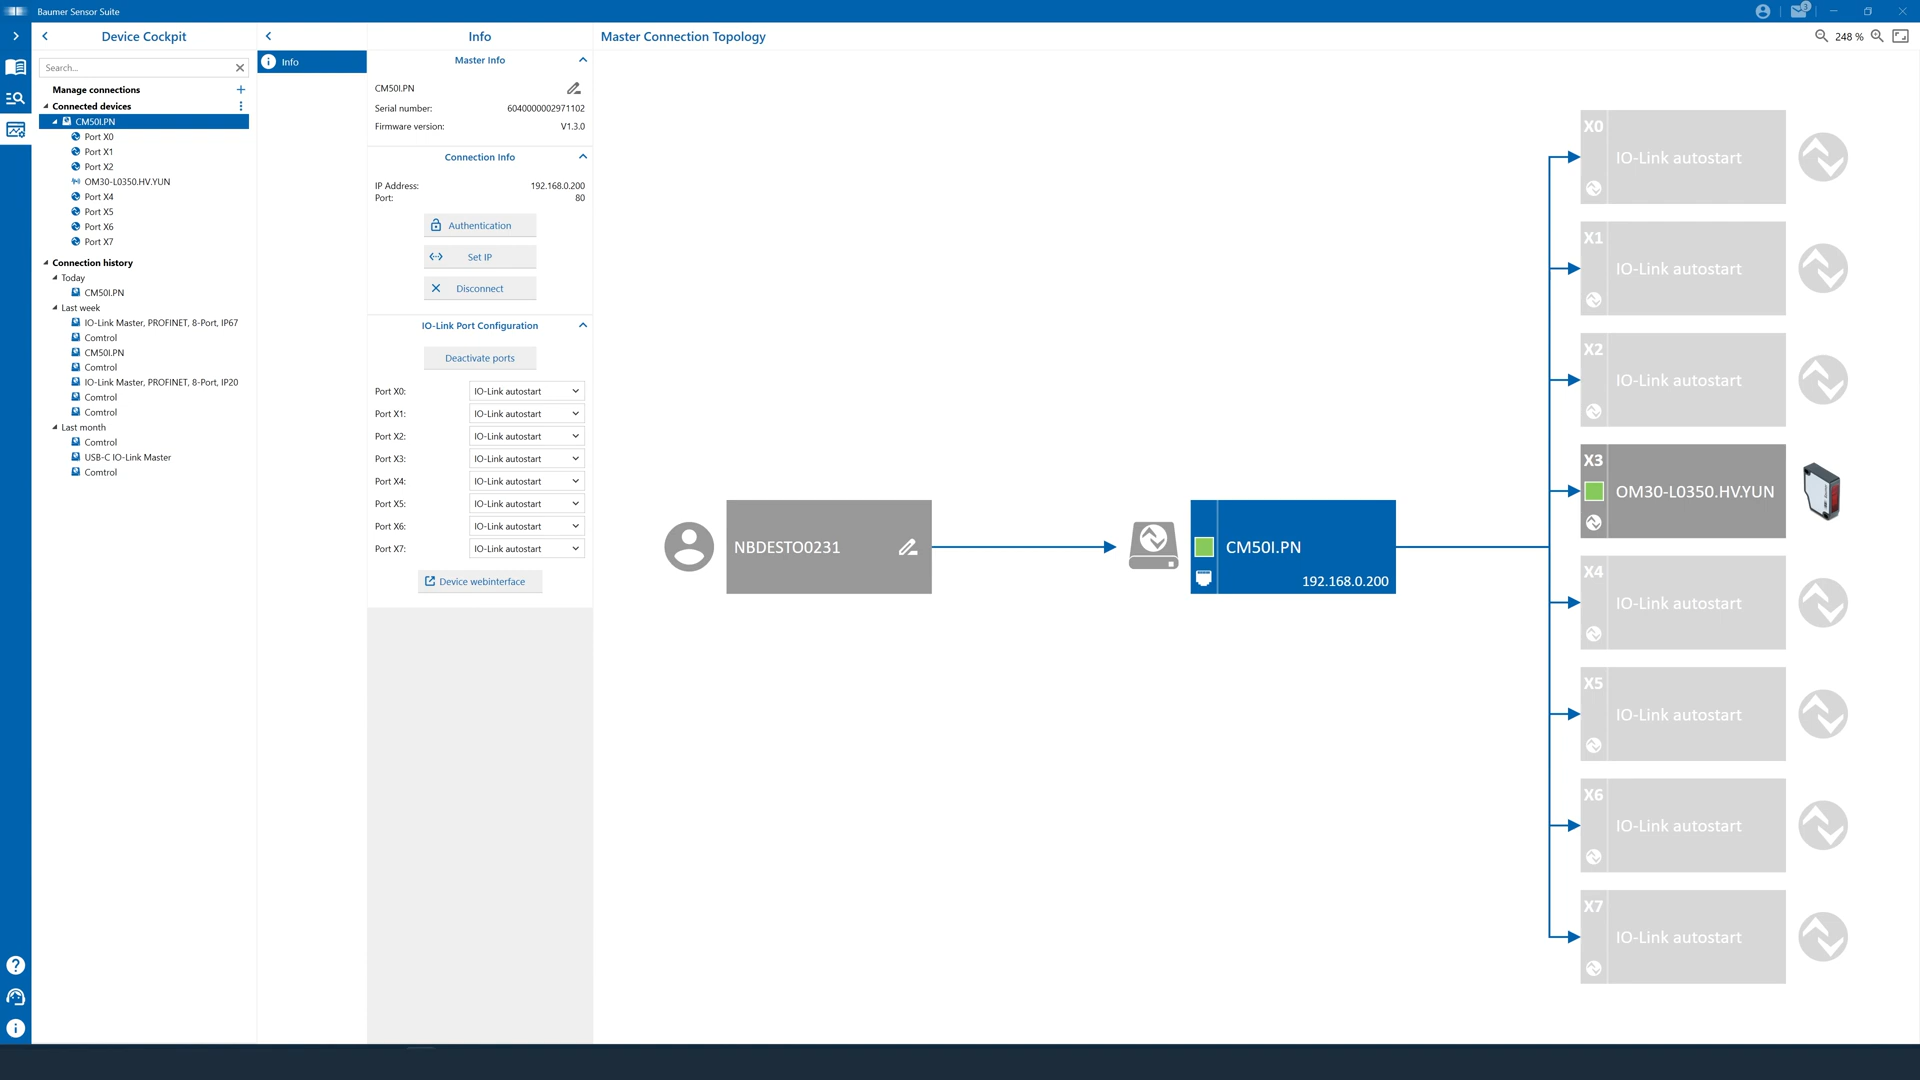 Baumer Sensor Suite
Device Cockpit
Search...
Manage connections
Connected devices
CM50I.PN
Port X0
Port X1
Port X2
OM30-L0350.HV.YUN
Port X4
Port X5
Port X6
Port X7
Connection history
Today
CM50I.PN
Last week
IO-Link Master, PROFINET, 8-Port, IP67
Comtrol
CM50I.PN
Comtrol
IO-Link Master, PROFINET, 8-Port, IP20
Comtrol
Comtrol
Last month
Comtrol
USB-C IO-Link Master
Comtrol
Info
Info
Master Info
CM50I.PN
Serial number: 6040000002971102
Firmware version: V1.3.0
Connection Info
IP Address: 192.168.0.200
Port: 80
Authentication
Set IP
Disconnect
IO-Link Port Configuration
Deactivate ports
Port X0: IO-Link autostart
Port X1: IO-Link autostart
Port X2: IO-Link autostart
Port X3: IO-Link autostart
Port X4: IO-Link autostart
Port X5: IO-Link autostart
Port X6: IO-Link autostart
Port X7: IO-Link autostart
Device webinterface
Master Connection Topology
248 %
NBDESTO0231
CM50I.PN
192.168.0.200
X0
IO-Link autostart
X1
IO-Link autostart
X2
IO-Link autostart
X3
OM30-L0350.HV.YUN
X4
IO-Link autostart
X5
IO-Link autostart
X6
IO-Link autostart
X7
IO-Link autostart